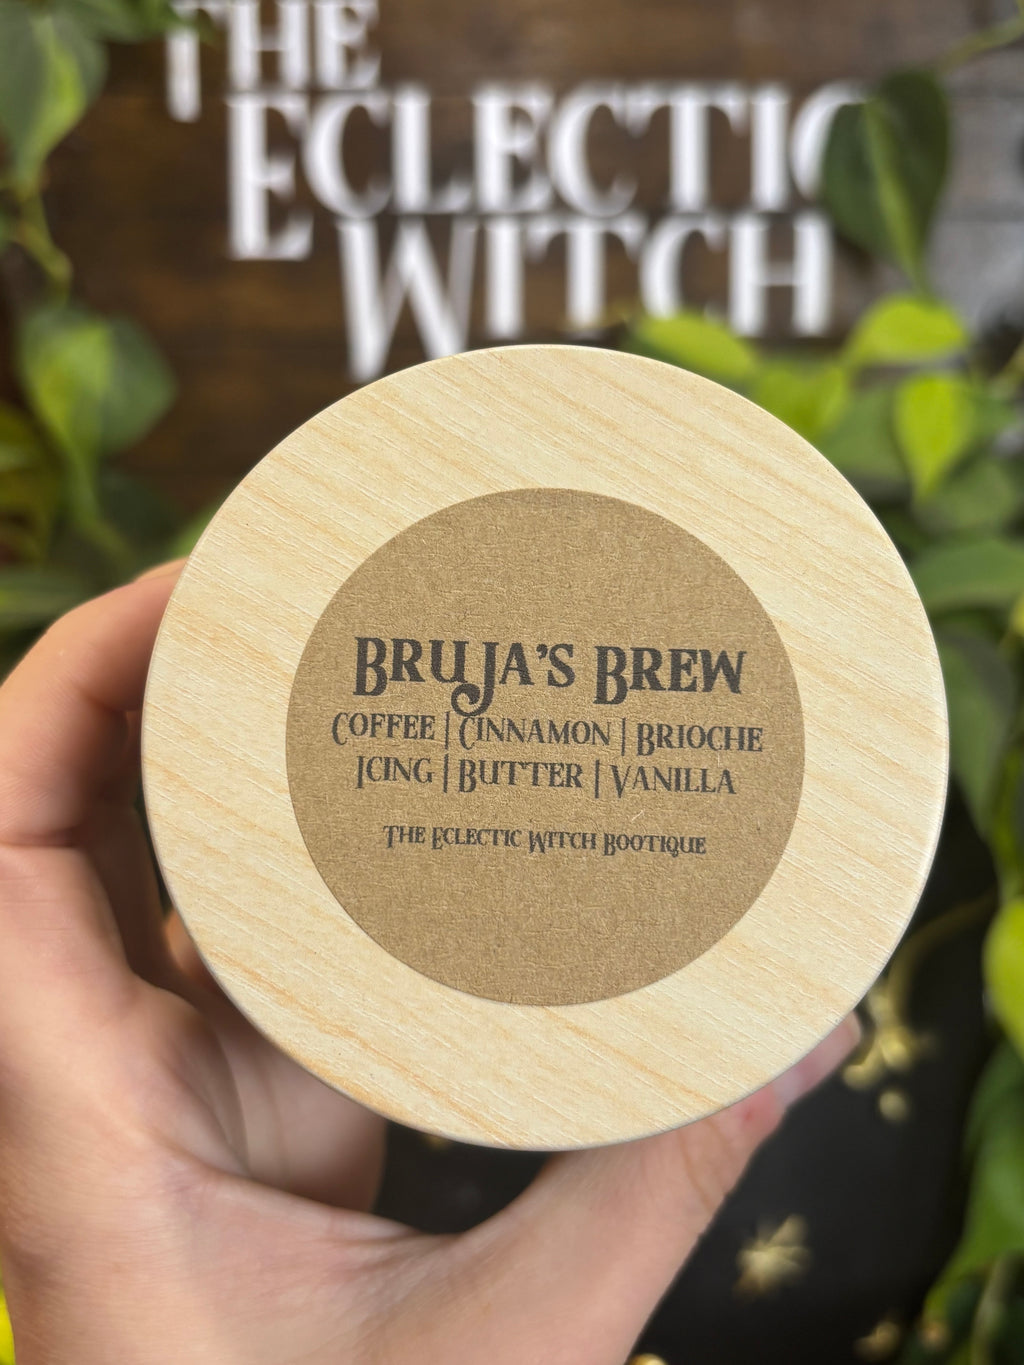 The
Eclectic
Witch
Bruja's Brew
Coffee | Cinnamon | Brioche
Icing | Butter | Vanilla
The Eclectic Witch Bootique